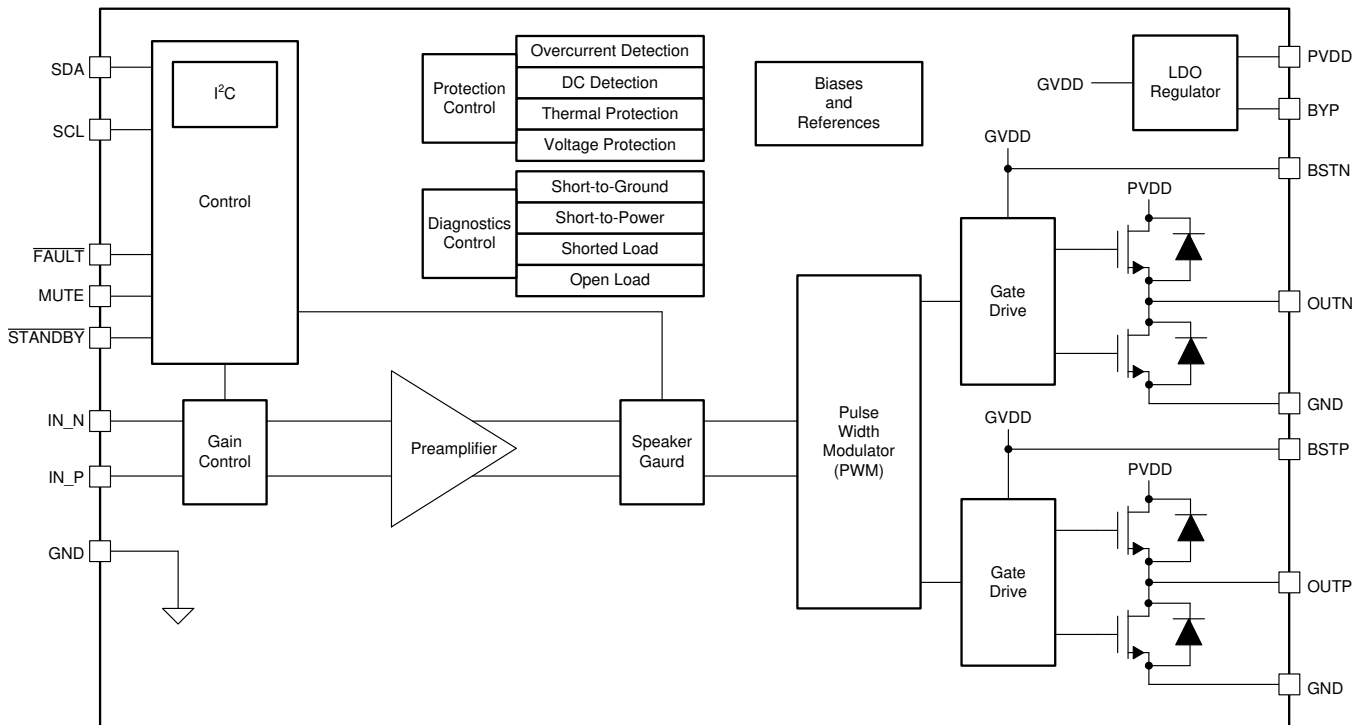 SDA
SCL
FAULT
MUTE
STANDBY
IN_N
IN_P
GND
I²C
Control
Gain
Control
Protection
Control
Overcurrent Detection
DC Detection
Thermal Protection
Voltage Protection
Diagnostics
Control
Short-to-Ground
Short-to-Power
Shorted Load
Open Load
Preamplifier
Speaker
Gaurd
Biases
and
References
Pulse
Width
Modulator
(PWM)
GVDD
LDO
Regulator
PVDD
BYP
GVDD
BSTN
PVDD
Gate
Drive
OUTN
GND
GVDD
BSTP
PVDD
Gate
Drive
OUTP
GND